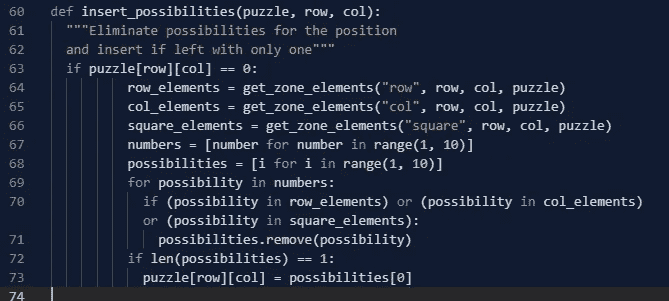 60 def insert_possibilities(puzzle, row, col):
61 """Eliminate possibilities for the position
62 and insert if left with only one"""
63 if puzzle[row][col] == 0:
64 row_elements = get_zone_elements("row", row, col, puzzle)
65 col_elements = get_zone_elements("col", row, col, puzzle)
66 square_elements = get_zone_elements("square", row, col, puzzle)
67 numbers = [number for number in range(1, 10)]
68 possibilities = [i for i in range(1, 10)]
69 for possibility in numbers:
70 if (possibility in row_elements) or (possibility in col_elements)
or (possibility in square_elements):
71 possibilities.remove(possibility)
72 if len(possibilities) == 1:
73 puzzle[row][col] = possibilities[0]
74